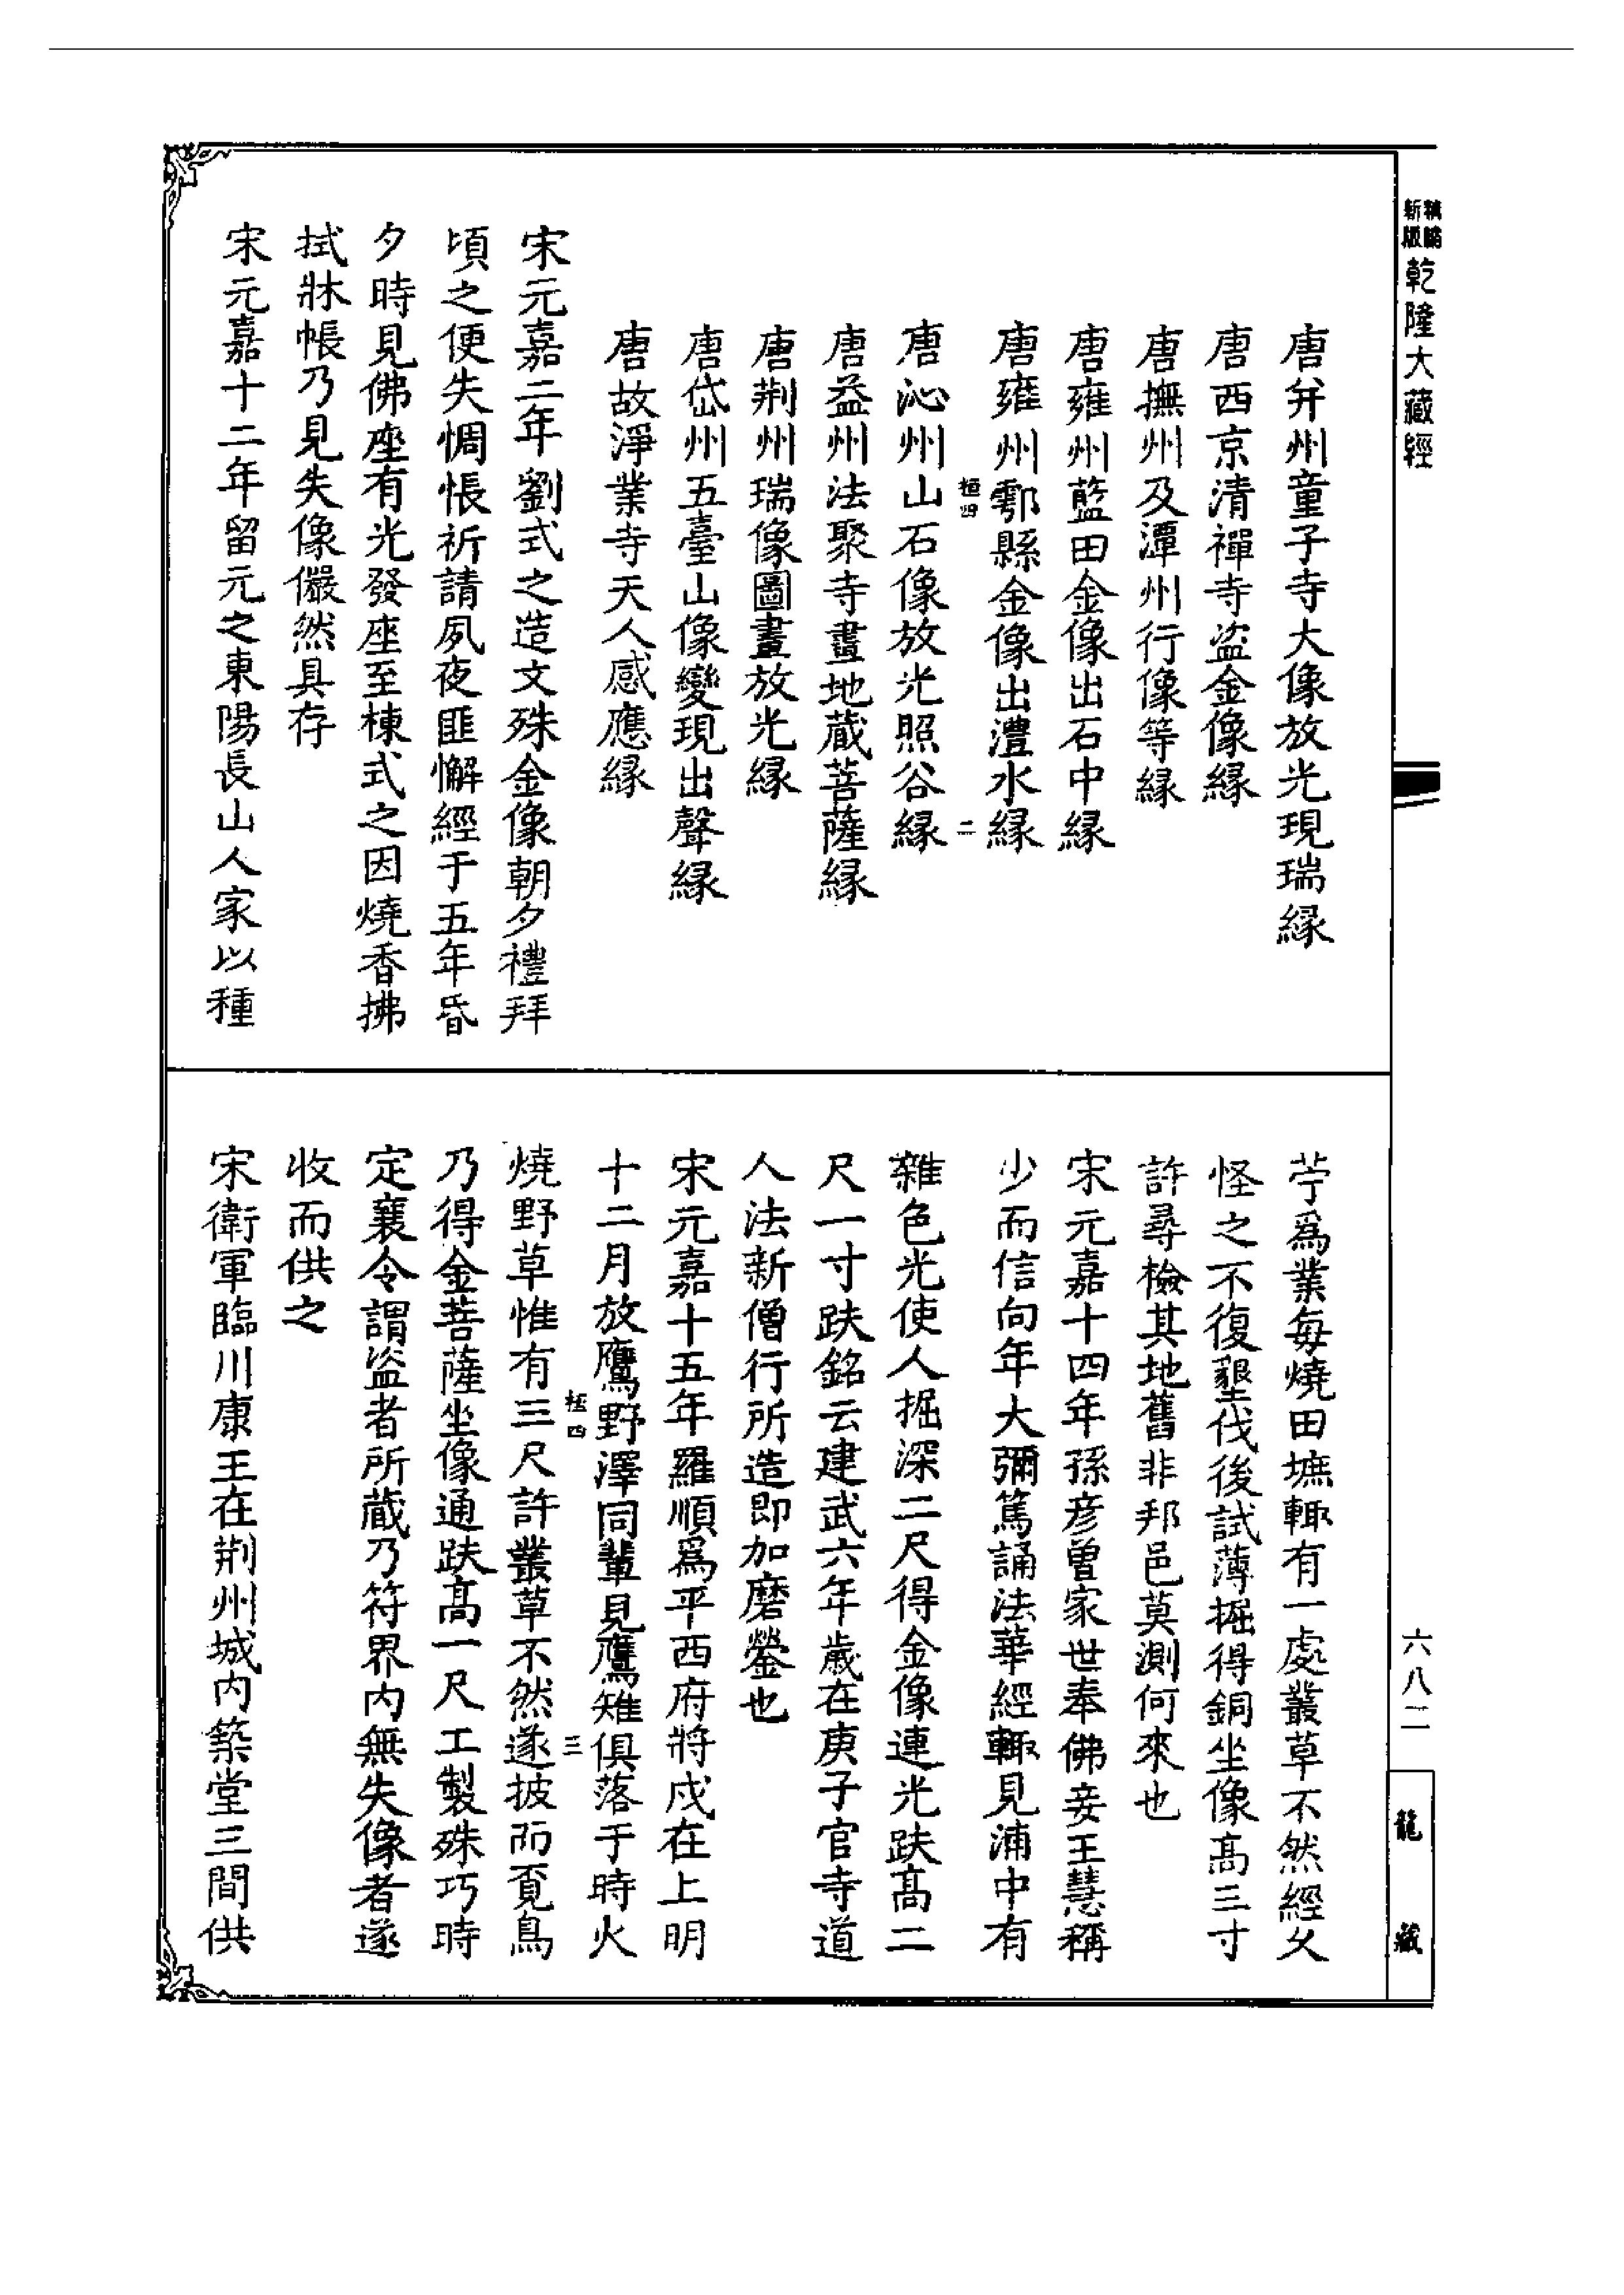 精縮新版乾隆大藏經
唐弁州童子寺大像放光現瑞緣
唐西京清禪寺盜金像緣
唐撫州及潭州行像等緣
唐雍州藍田金像出石中緣
唐雍州鄠縣金像出澧水緣
桓四 二
唐沁州山石像放光照谷緣
唐益州法聚寺畫地藏菩薩緣
唐荆州瑞像圖畫放光緣
唐岱州五臺山像變現出聲緣
唐故淨業寺天人感應緣
宋元嘉二年劉式之造文殊金像朝夕禮拜
頃之便失惆悵祈請夙夜匪懈經于五年昏
夕時見佛座有光發座至棟式之因燒香拂
拭牀帳乃見失像儼然具存
宋元嘉十二年留元之東陽長山人家以種
苧爲業每燒田墟輙有一處叢草不然經久
怪之不復墾伐後試薄掘得銅坐像髙三寸
許尋檢其地舊非邦邑莫測何來也
宋元嘉十四年孫彥曾家世奉佛妾王慧稱
少而信向年大彌篤誦法華經輙見浦中有
雜色光使人掘深二尺得金像連光趺髙二
尺一寸趺銘云建武六年歲在庚子官寺道
人法新僧行所造即加磨鎣也
宋元嘉十五年羅順爲平西府將戍在上明
十二月放鷹野澤同輩見鷹雉俱落于時火
桓四 三
燒野草惟有三尺許叢草不然遂披而覔鳥
乃得金菩薩坐像通趺髙一尺工製殊巧時
定襄令謂盜者所藏乃符界内無失像者遂
收而供之
宋衛軍臨川康王在荆州城内築堂三間供
六八二
龍藏